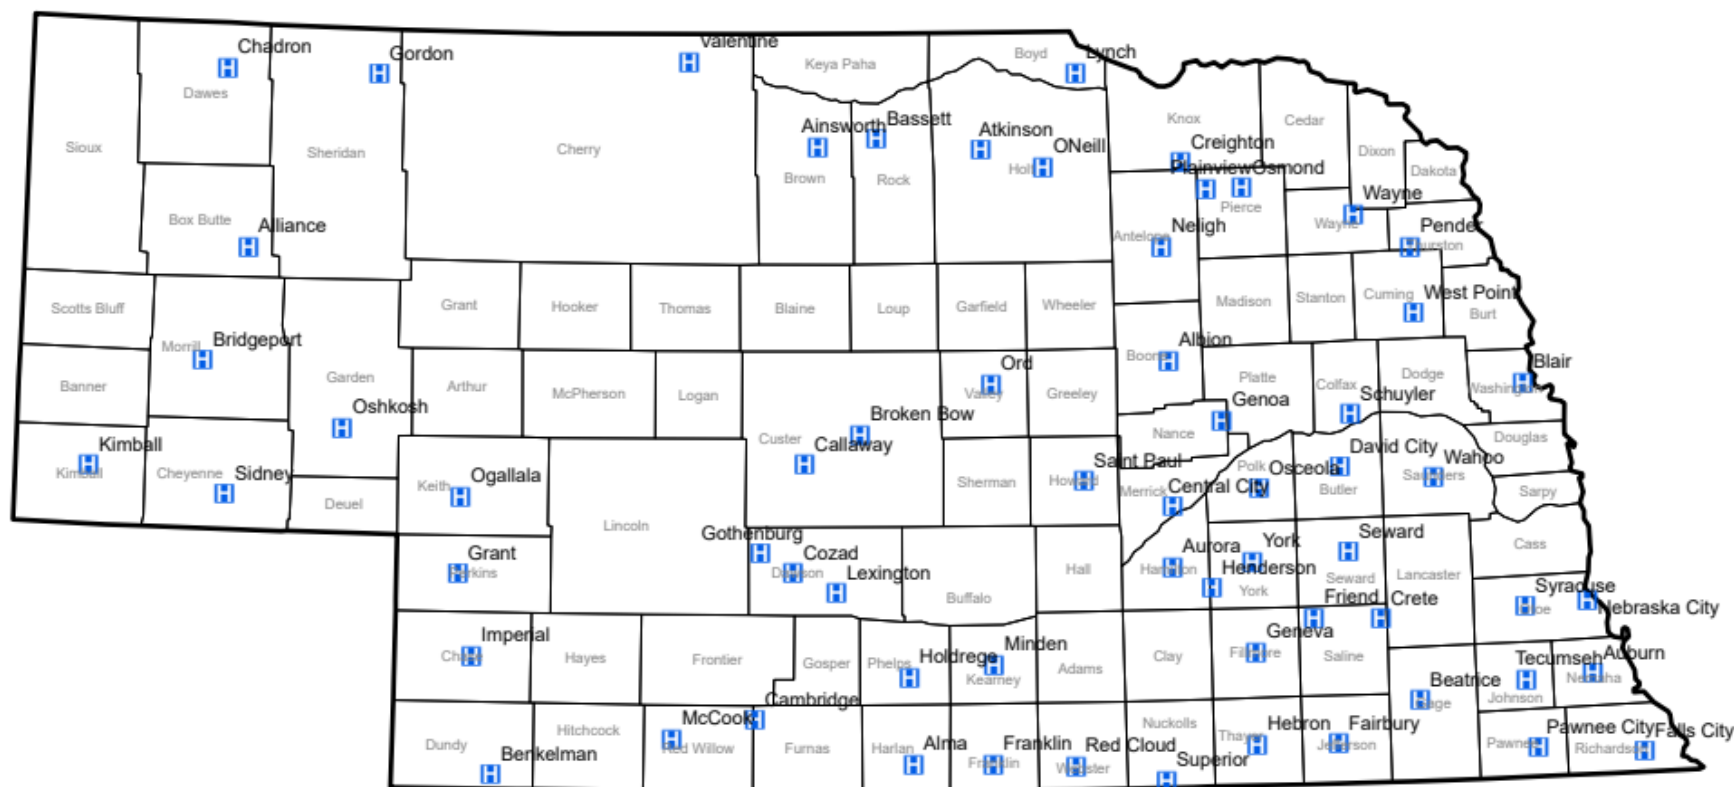 Valentine
Chadron
Gordon
Lynch
Boyd
Keya Paha
Dawes
Knox
Cedar
Ainsworth
Bassett
Atkinson
ONeill
Creighton
Sioux
Sheridan
Cherry
Dixon
Plainview
Osmond
Holt
Dakota
Brown
Rock
Wayne
Pierce
Box Butte
Alliance
Wayne
Neligh
Pender
Antelope
Thurston
Scotts Bluff
Grant
Hooker
Thomas
Blaine
Loup
Garfield
Wheeler
Madison
Stanton
Cuming
West Point
Burt
Bridgeport
Morrill
Albion
Boone
Ord
Blair
Banner
Garden
Arthur
McPherson
Logan
Valley
Greeley
Platte
Colfax
Dodge
Washington
Oshkosh
Broken Bow
Genoa
Schuyler
Kimball
Custer
Callaway
Nance
David City
Douglas
Kimball
Cheyenne
Sidney
Ogallala
Keith
Saint Paul
Polk
Osceola
Wahoo
Saunders
Deuel
Sherman
Howard
Merrick
Central City
Butler
Sarpy
Lincoln
Gothenburg
Grant
Perkins
Cozad
Dawson
Lexington
Aurora
York
Seward
Cass
Hall
Hamilton
Henderson
Seward
Lancaster
Buffalo
York
Friend
Crete
Syracuse
Otoe
Nebraska City
Imperial
Chase
Hayes
Frontier
Gosper
Phelps
Holdrege
Minden
Kearney
Adams
Clay
Geneva
Fillmore
Saline
Tecumseh
Auburn
Nemaha
Cambridge
Beatrice
Gage
Johnson
McCook
Red Willow
Dundy
Hitchcock
Benkelman
Furnas
Harlan
Alma
Franklin
Franklin
Red Cloud
Webster
Nuckolls
Superior
Thayer
Hebron
Fairbury
Jefferson
Pawnee City
Pawnee
Falls City
Richardson